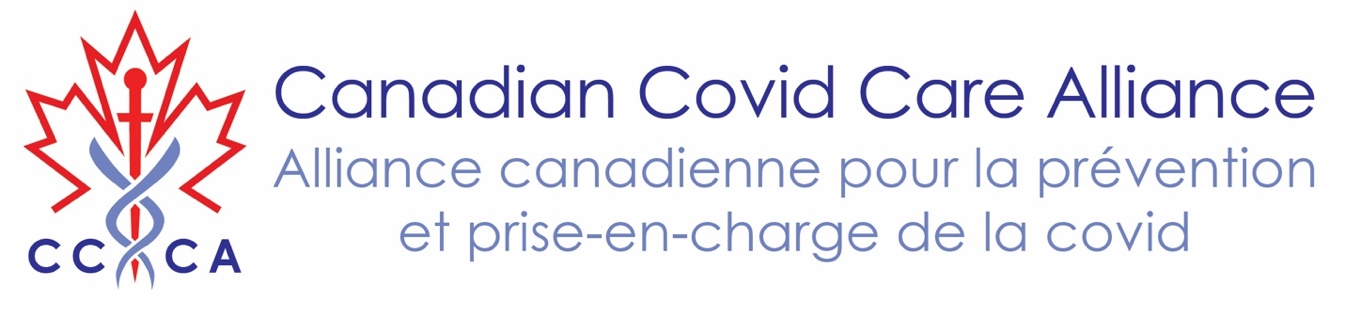 CCCA
Canadian Covid Care Alliance
Alliance canadienne pour la prévention
et prise-en-charge de la covid